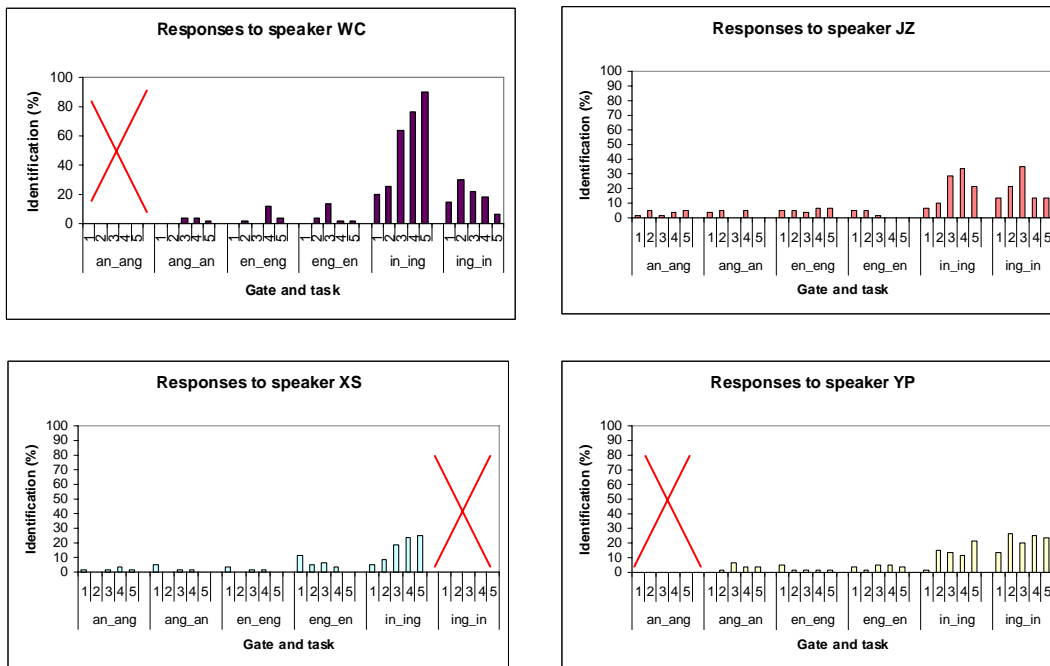 Responses to speaker WC
Identification (%)
100
80
60
40
20
0
1 2 3 4 5 1 2 3 4 5 1 2 3 4 5 1 2 3 4 5 1 2 3 4 5 1 2 3 4 5
an_ang ang_an en_eng eng_en in_ing ing_in
Gate and task
Responses to speaker JZ
Identification (%)
100
90
80
70
60
50
40
30
20
10
0
1 2 3 4 5 1 2 3 4 5 1 2 3 4 5 1 2 3 4 5 1 2 3 4 5 1 2 3 4 5
an_ang ang_an en_eng eng_en in_ing ing_in
Gate and task
Responses to speaker XS
Identification (%)
100
90
80
70
60
50
40
30
20
10
0
1 2 3 4 5 1 2 3 4 5 1 2 3 4 5 1 2 3 4 5 1 2 3 4 5 1 2 3 4 5
an_ang ang_an en_eng eng_en in_ing ing_in
Gate and task
Responses to speaker YP
Identification (%)
100
90
80
70
60
50
40
30
20
10
0
1 2 3 4 5 1 2 3 4 5 1 2 3 4 5 1 2 3 4 5 1 2 3 4 5 1 2 3 4 5
an_ang ang_an en_eng eng_en in_ing ing_in
Gate and task